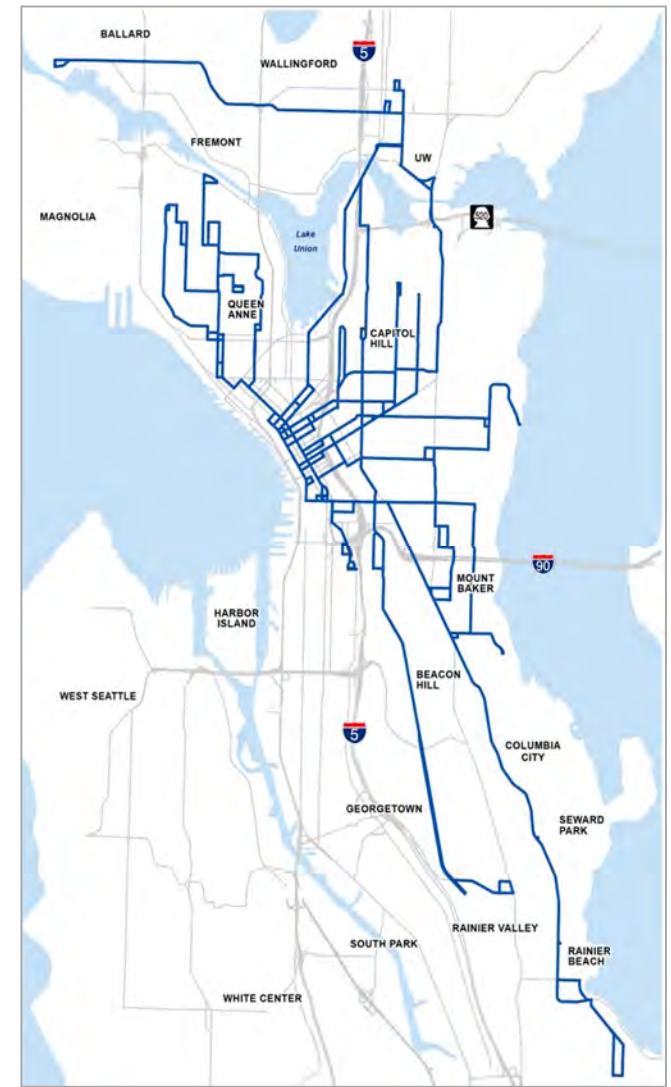 BALLARD
5
WALLINGFORD
FREMONT
UW
MAGNOLIA
520
Lake
Union
QUEEN
ANNE
CAPITOL
HILL
90
MOUNT
BAKER
HARBOR
ISLAND
BEACON
HILL
WEST SEATTLE
5
COLUMBIA
CITY
GEORGETOWN
SEWARD
PARK
RAINIER VALLEY
SOUTH PARK
RAINIER
BEACH
WHITE CENTER